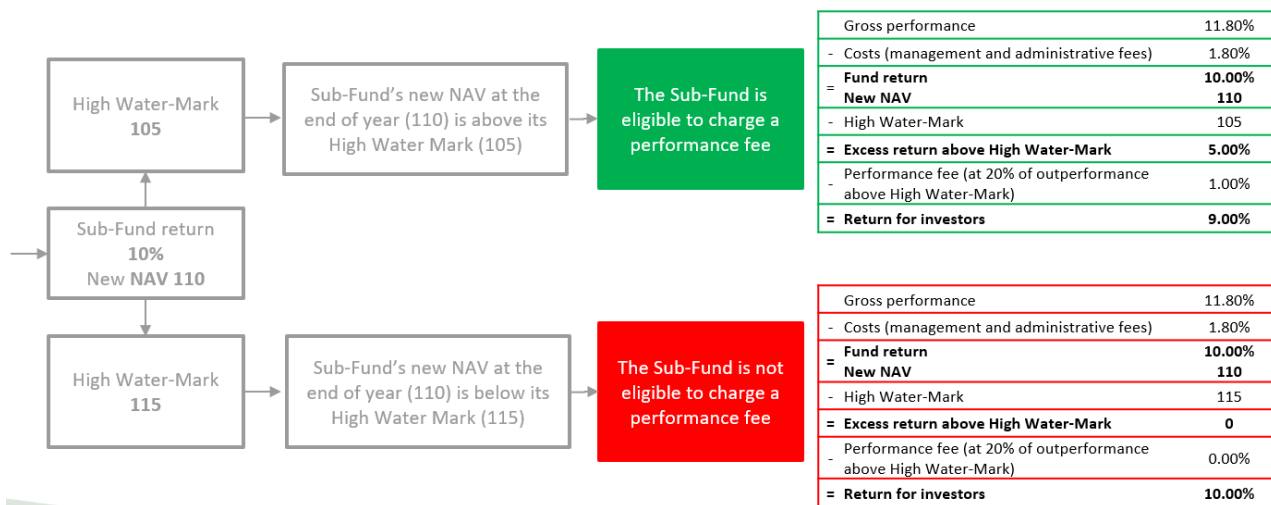 High Water-Mark
105
Sub-Fund's new NAV at the
end of year (110) is above its
High Water Mark (105)
The Sub-Fund is
eligible to charge a
performance fee
Gross performance 11.80%
- Costs (management and administrative fees) 1.80%
= Fund return 10.00%
New NAV 110
- High Water-Mark 105
= Excess return above High Water-Mark 5.00%
- Performance fee (at 20% of outperformance
above High Water-Mark) 1.00%
= Return for investors 9.00%
Sub-Fund return
10%
New NAV 110
High Water-Mark
115
Sub-Fund's new NAV at the
end of year (110) is below its
High Water Mark (115)
The Sub-Fund is not
eligible to charge a
performance fee
Gross performance 11.80%
- Costs (management and administrative fees) 1.80%
= Fund return 10.00%
New NAV 110
- High Water-Mark 115
= Excess return above High Water-Mark 0
- Performance fee (at 20% of outperformance
above High Water-Mark) 0.00%
= Return for investors 10.00%